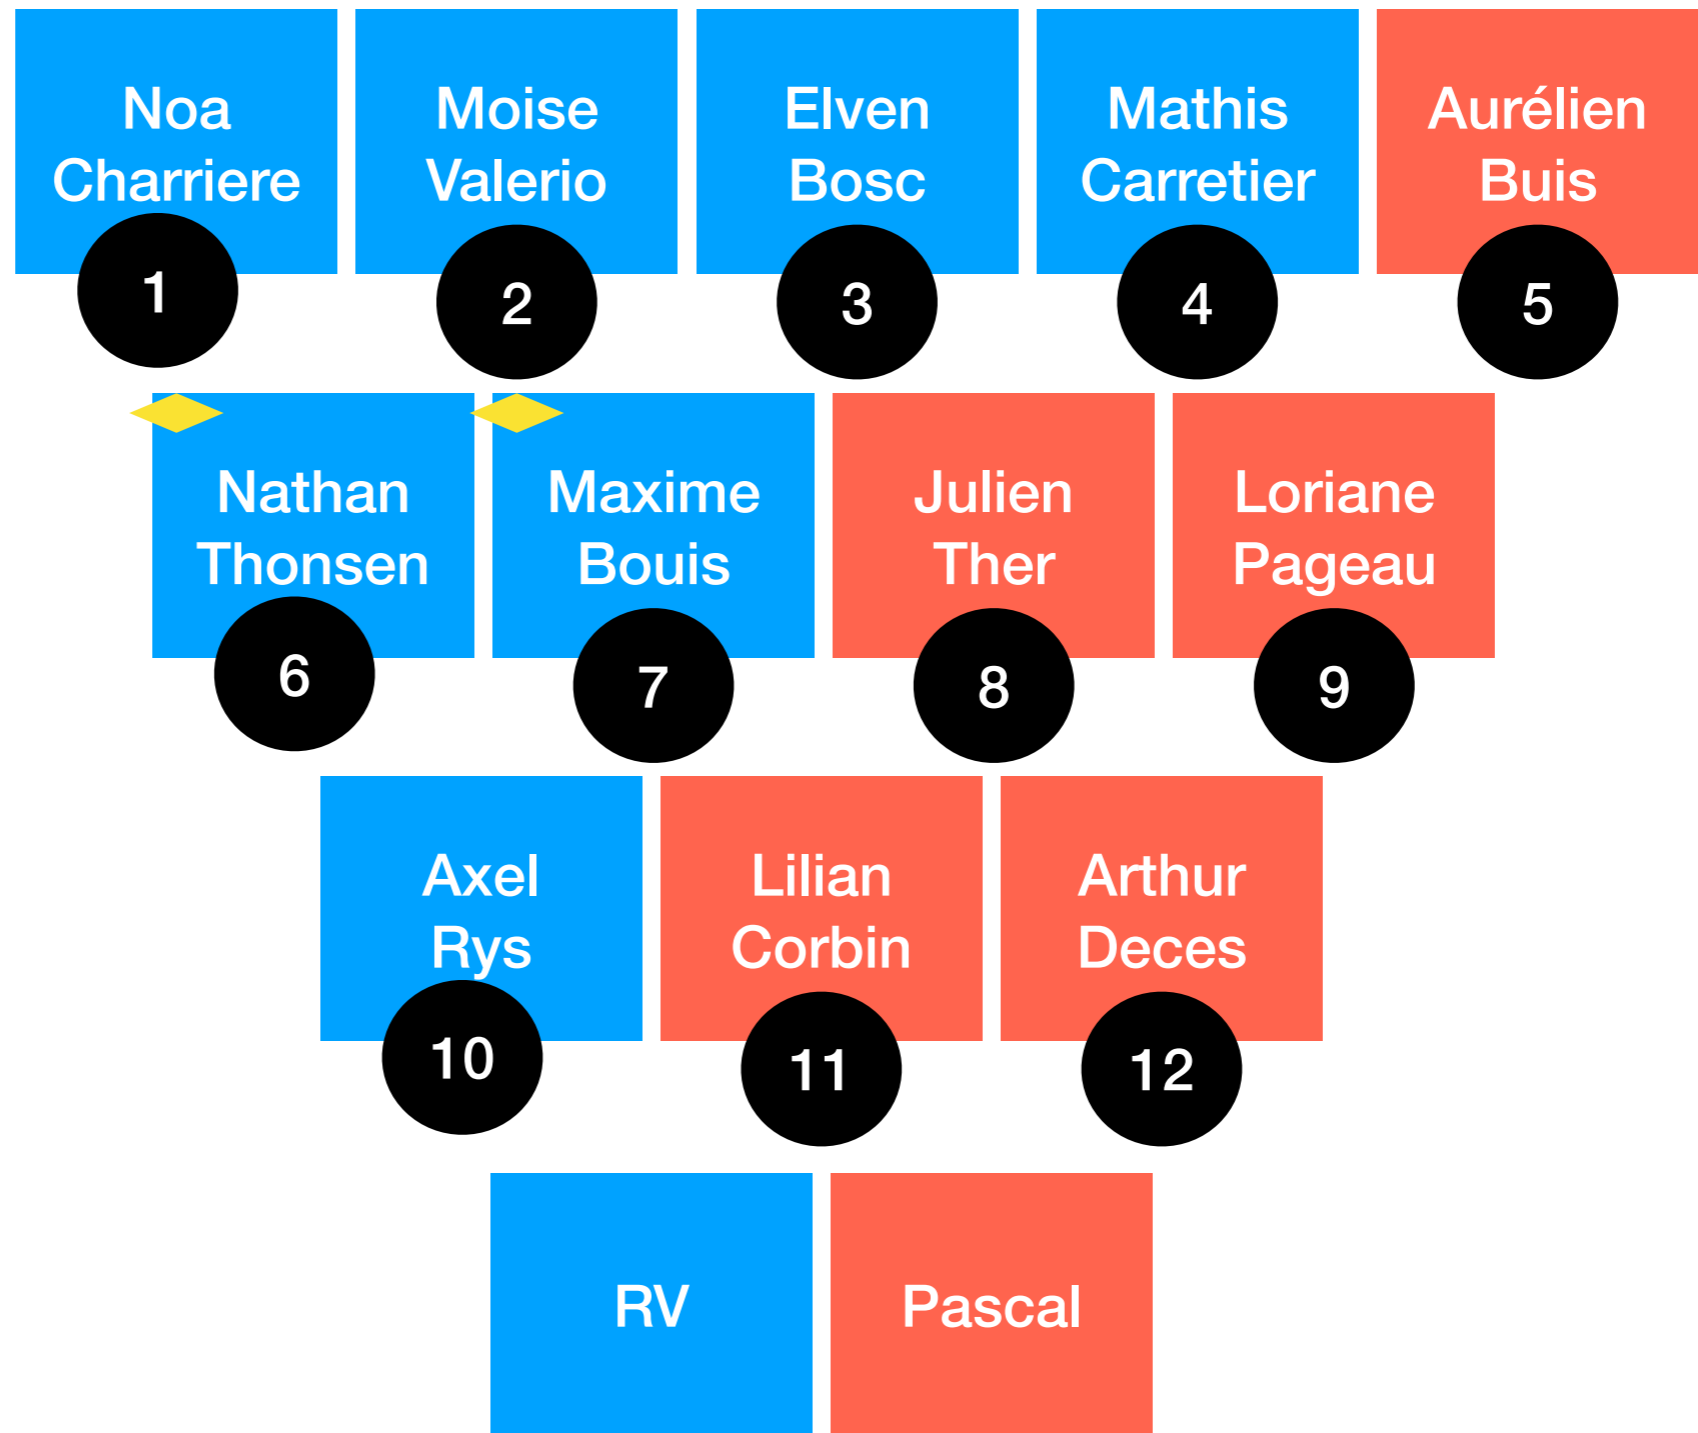 Noa
Charriere
1
Moise
Valerio
2
Elven
Bosc
3
Mathis
Carretier
4
Aurélien
Buis
5
Nathan
Thonsen
6
Maxime
Bouis
7
Julien
Ther
8
Loriane
Pageau
9
Axel
Rys
10
Lilian
Corbin
11
Arthur
Deces
12
RV
Pascal